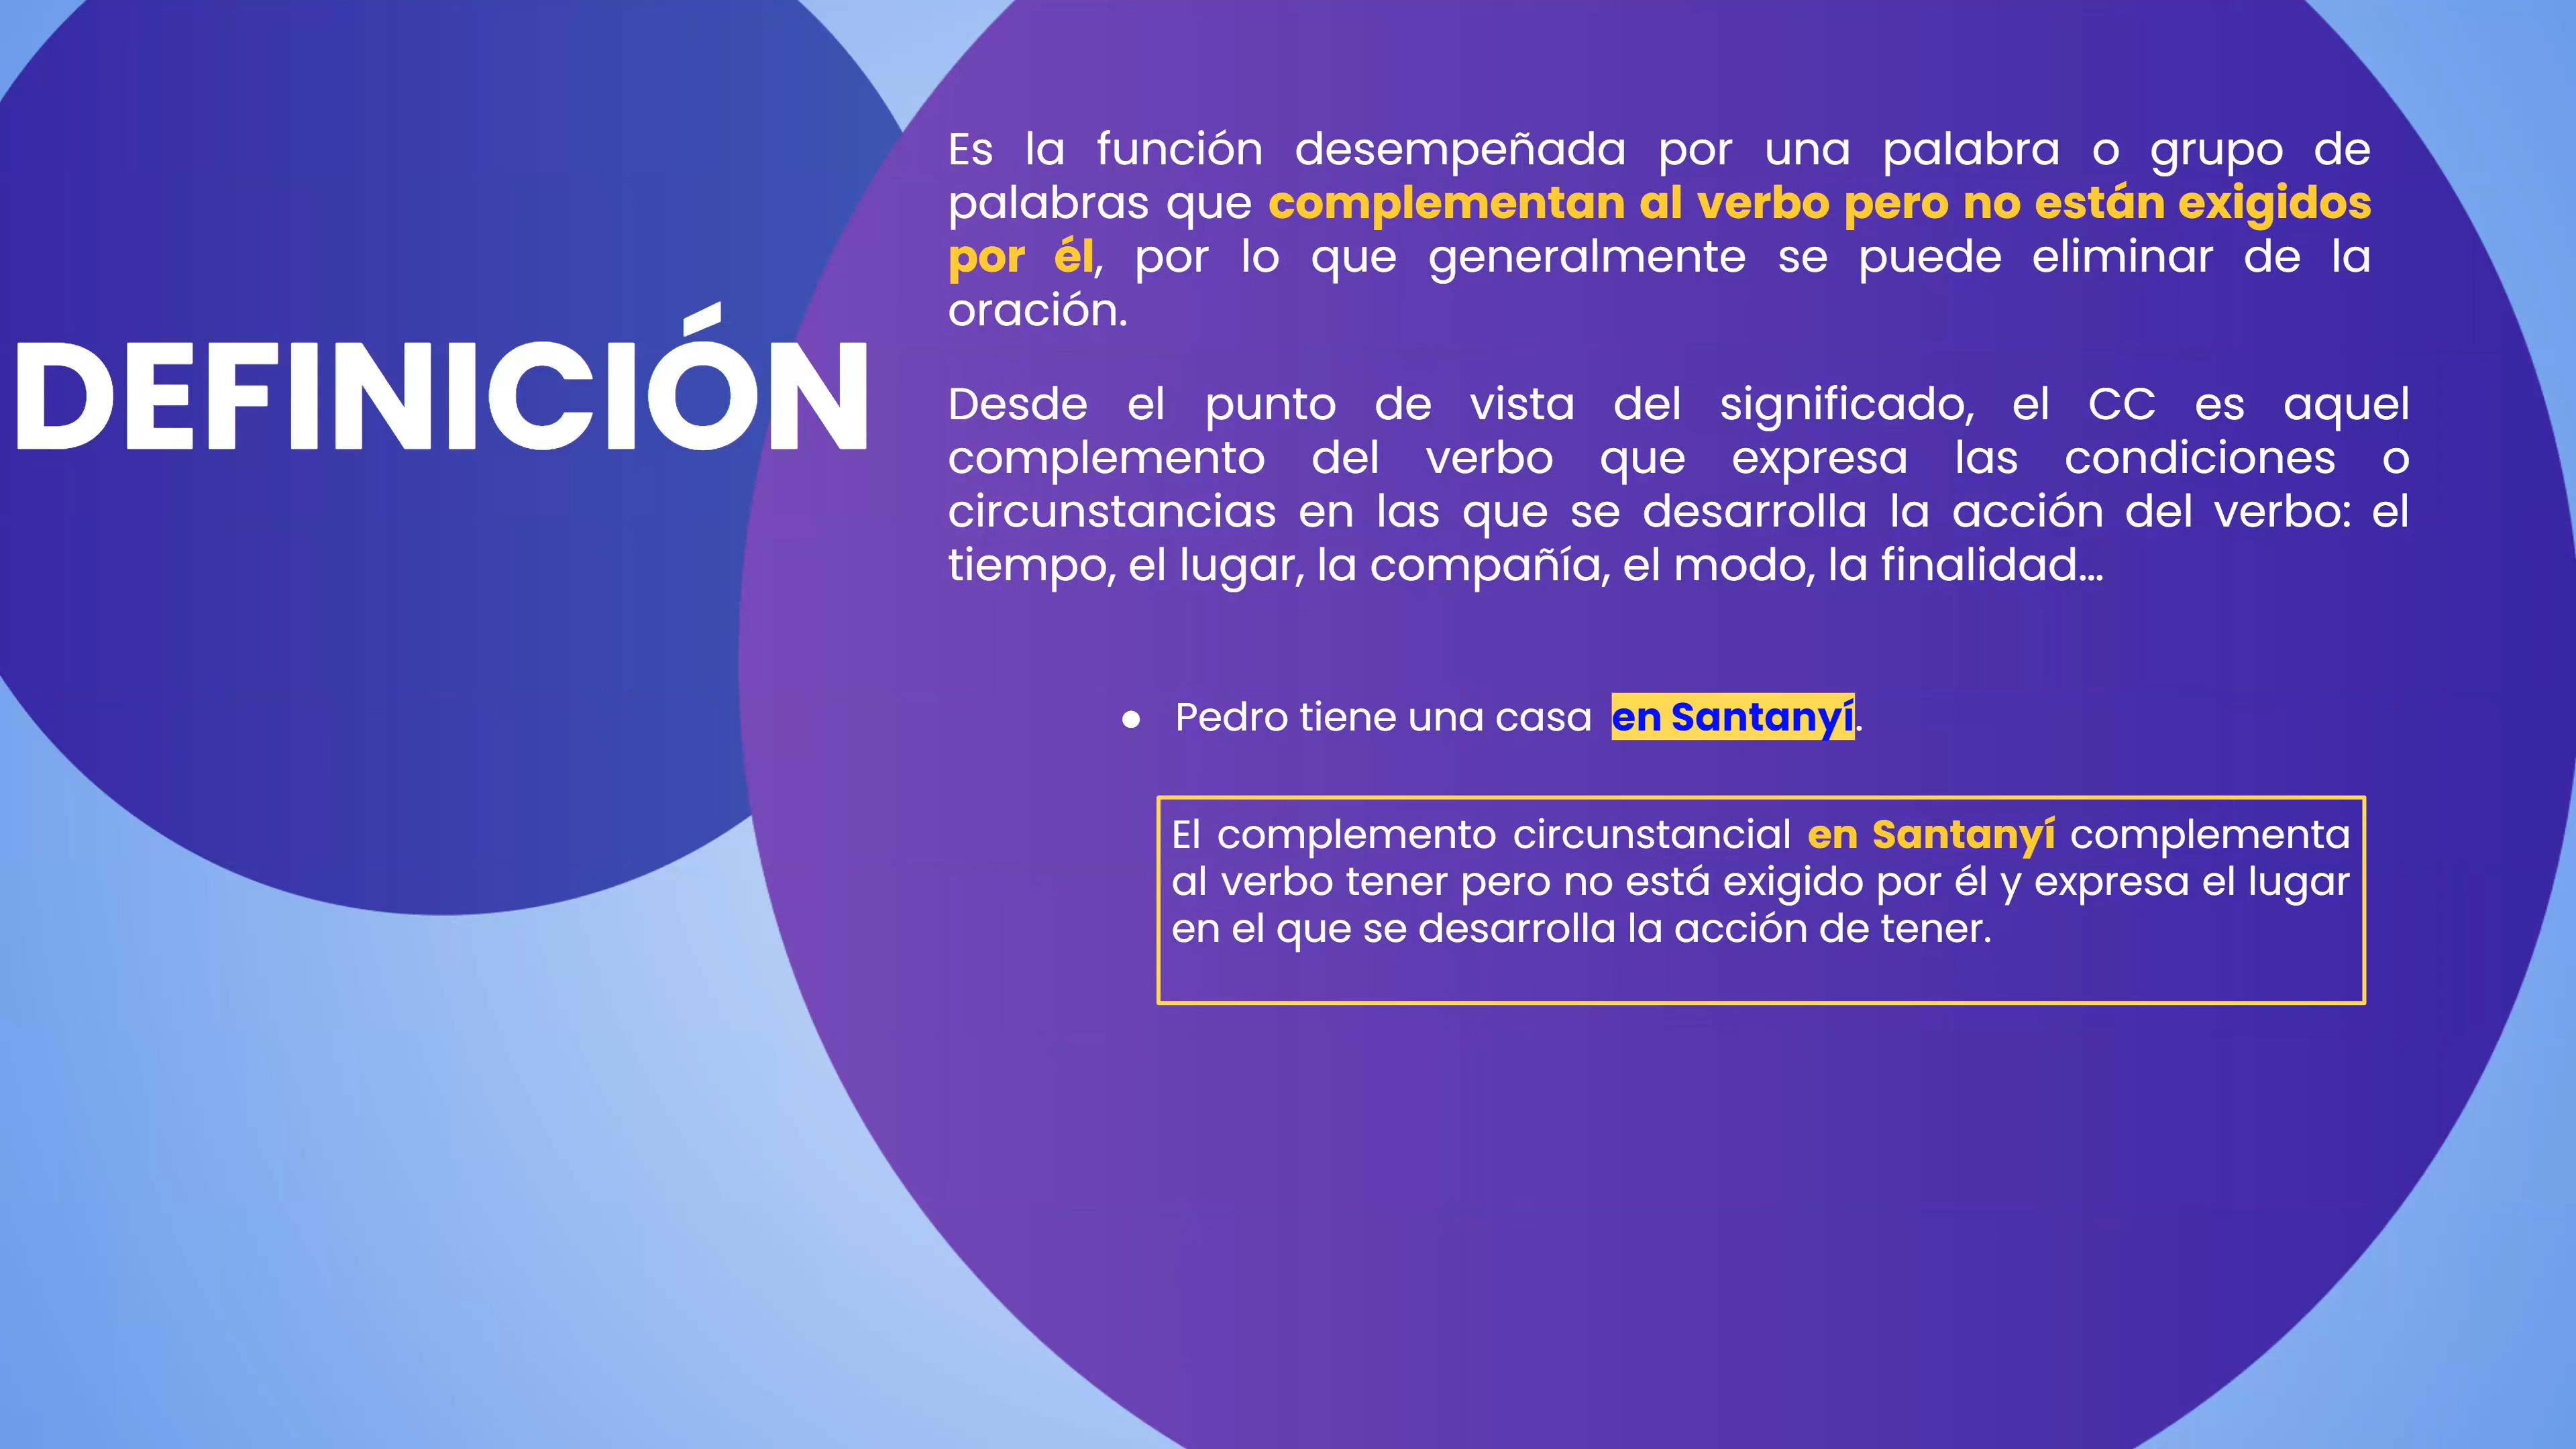 DEFINICIÓN
Es la función desempeñada por una palabra o grupo de
palabras que complementan al verbo pero no están exigidos
por él, por lo que generalmente se puede eliminar de la
oración.
Desde el punto de vista del significado, el CC es aquel
complemento del verbo que expresa las condiciones o
circunstancias en las que se desarrolla la acción del verbo: el
tiempo, el lugar, la compañía, el modo, la finalidad...
● Pedro tiene una casa en Santanyí.
El complemento circunstancial en Santanyí complementa
al verbo tener pero no está exigido por él y expresa el lugar
en el que se desarrolla la acción de tener.